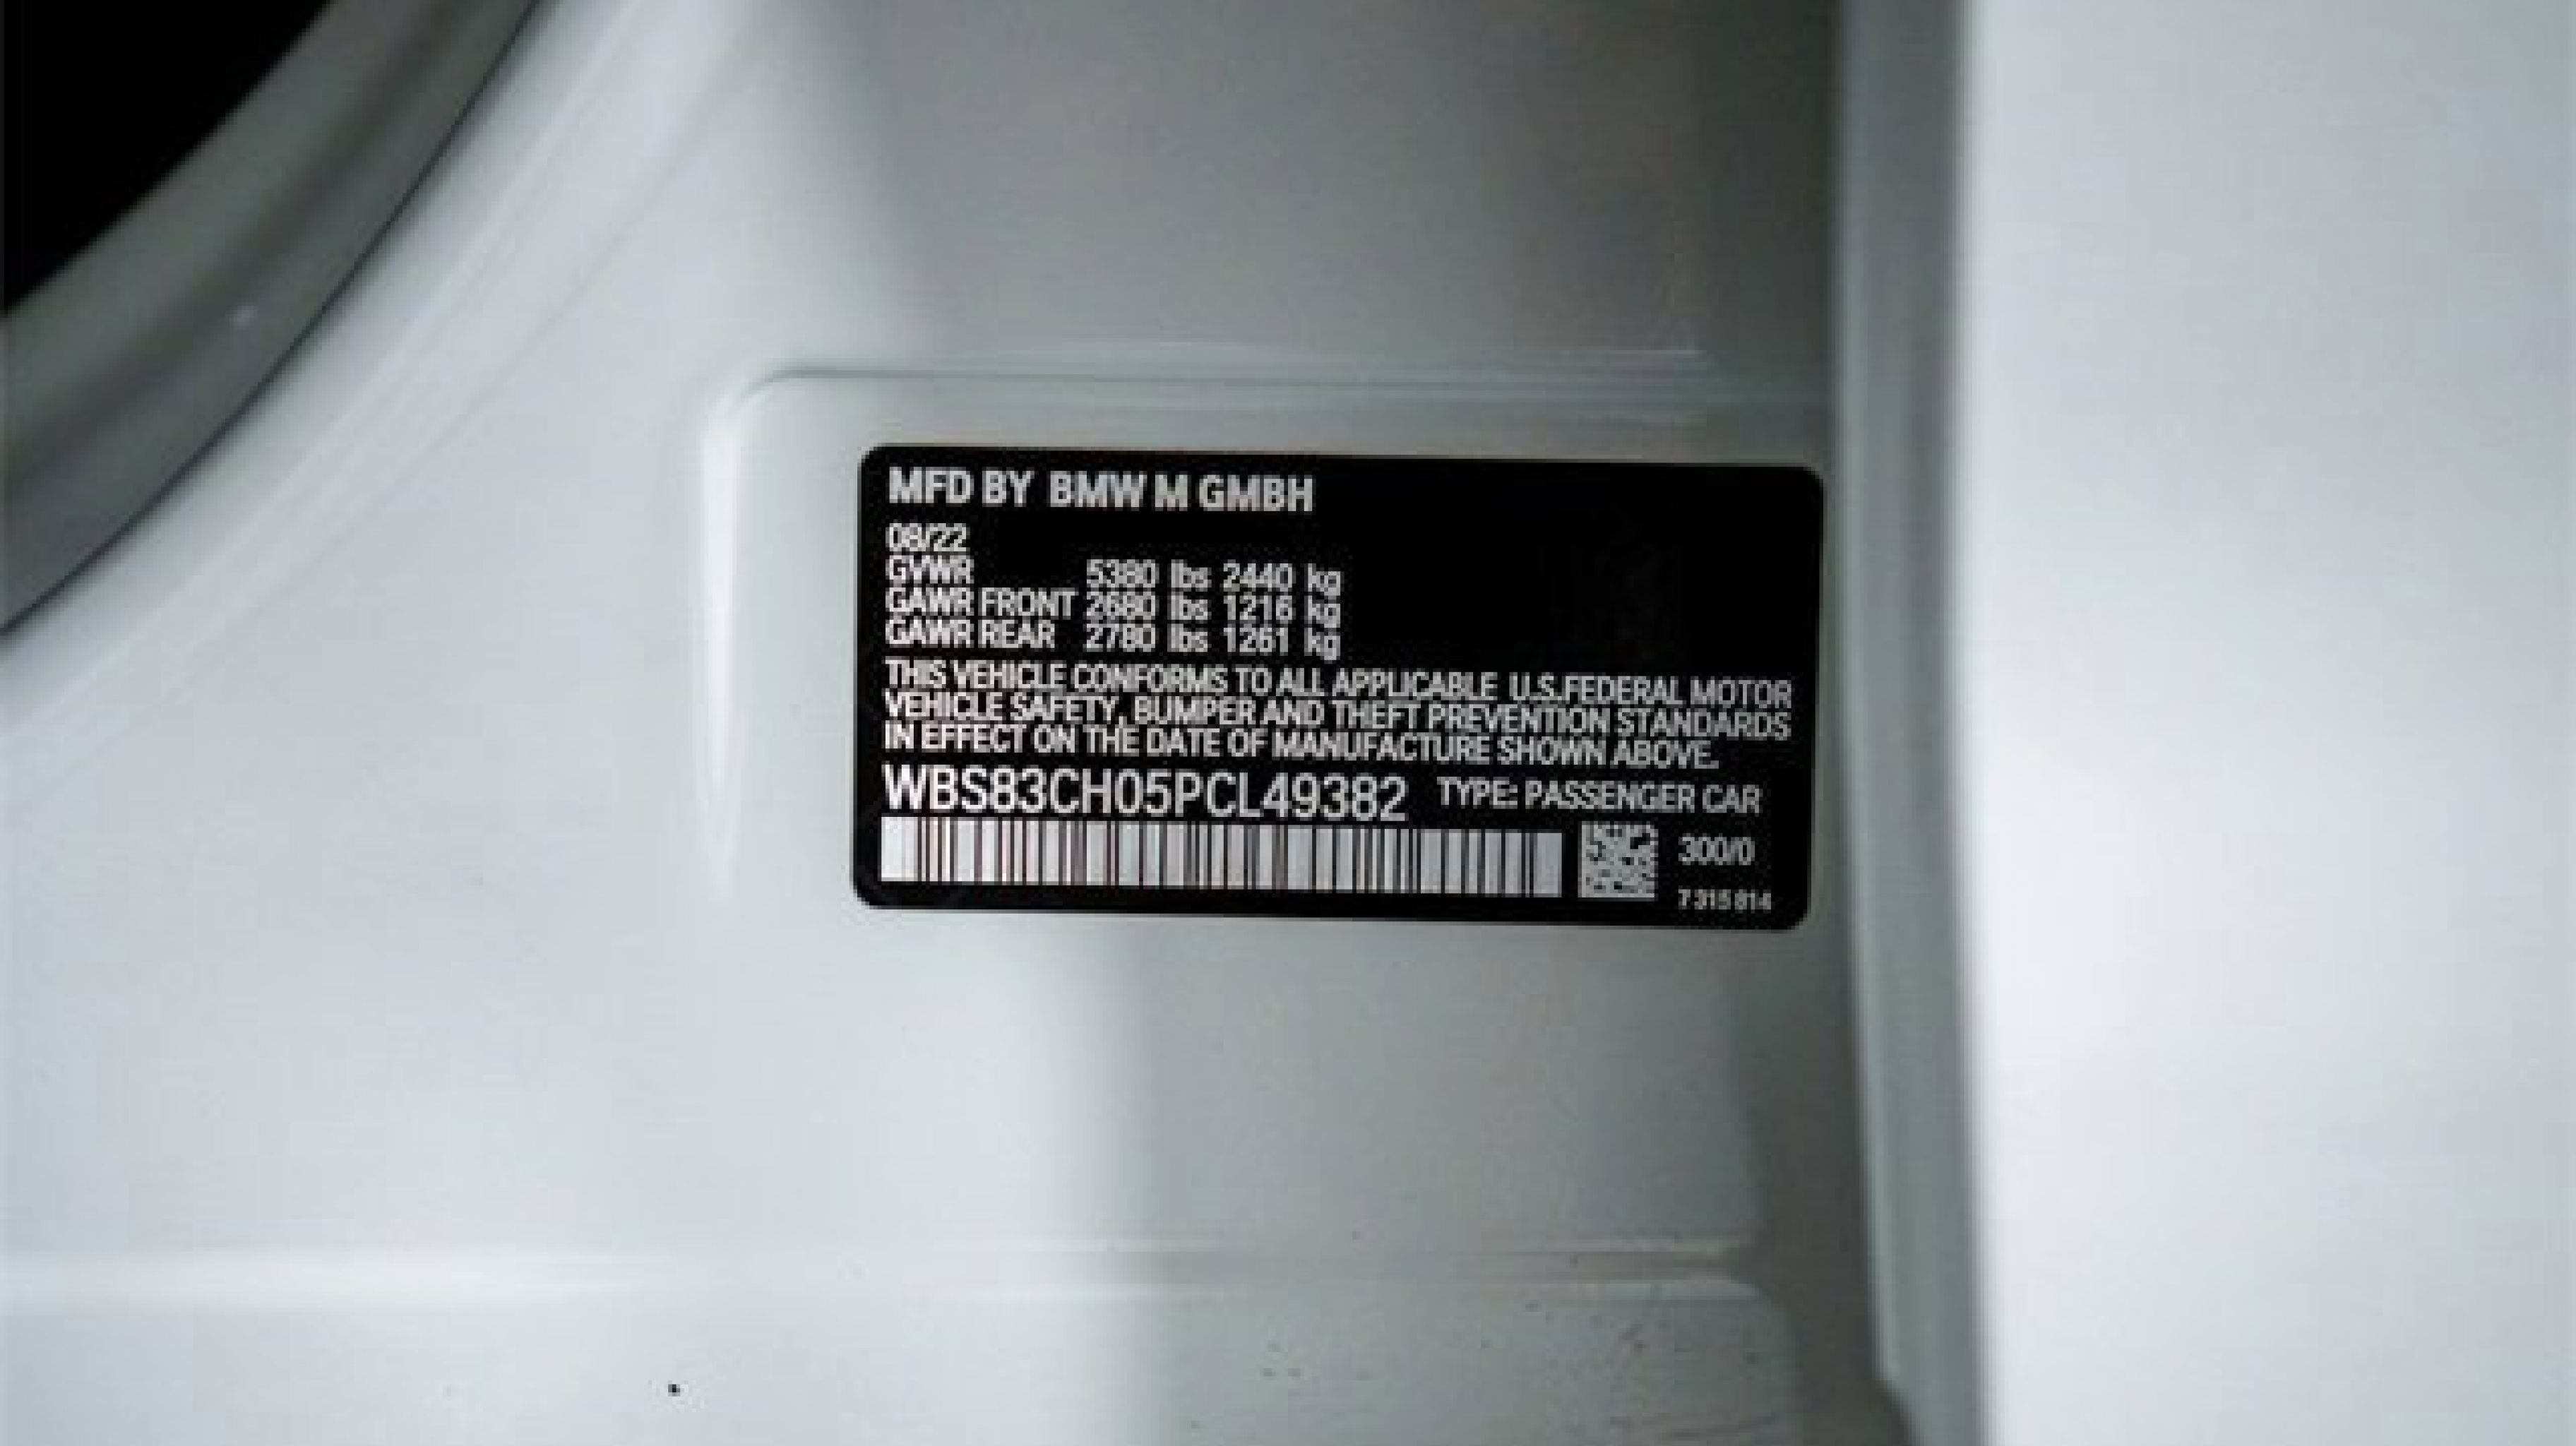 MFD BY BMW M GMBH
08/22
GVWR 5380 lbs 2440 kg
GAWR FRONT 2680 lbs 1216 kg
GAWR REAR 2780 lbs 1261 kg
THIS VEHICLE CONFORMS TO ALL APPLICABLE U.S.FEDERAL MOTOR
VEHICLE SAFETY, BUMPER AND THEFT PREVENTION STANDARDS
IN EFFECT ON THE DATE OF MANUFACTURE SHOWN ABOVE.
WBS83CH05PCL49382 TYPE: PASSENGER CAR
300/0
7 315 814